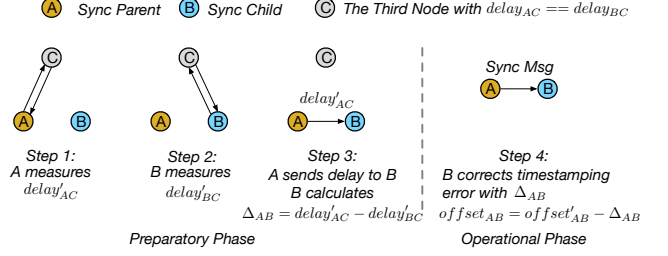 A Sync Parent B Sync Child C The Third Node with delay_AC == delay_BC
C C C
delay′_AC
Sync Msg
A B
A B A B A B
Step 1: Step 2: Step 3: Step 4:
A measures B measures A sends delay to B B corrects timestamping
delay′_AC delay′_BC B calculates error with Δ_AB
Δ_AB = delay′_AC − delay′_BC offset_AB = offset′_AB − Δ_AB
Preparatory Phase Operational Phase